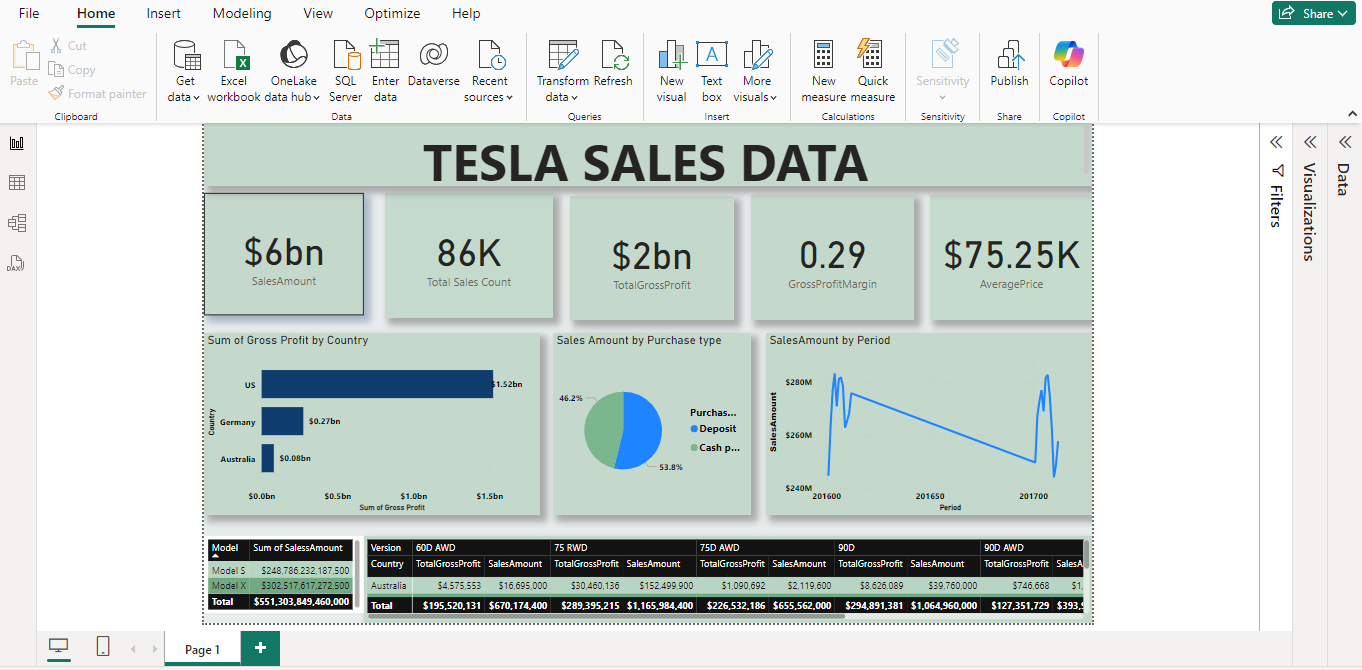 File Home Insert Modeling View Optimize Help
Share
Paste
Cut
Copy
Format painter
Clipboard
Get data
Excel workbook
OneLake data hub
SQL Server
Enter data
Dataverse
Recent sources
Data
Transform data
Refresh
Queries
New visual
Text box
More visuals
Insert
New measure
Quick measure
Calculations
Sensitivity
Sensitivity
Publish
Share
Copilot
Copilot
TESLA SALES DATA
$6bn
SalesAmount
86K
Total Sales Count
$2bn
TotalGrossProfit
0.29
GrossProfitMargin
$75.25K
AveragePrice
Sum of Gross Profit by Country
Country
US $1.52bn
Germany $0.27bn
Australia $0.08bn
$0.0bn $0.5bn $1.0bn $1.5bn
Sum of Gross Profit
Sales Amount by Purchase type
46.2%
53.8%
Purchas...
Deposit
Cash p...
SalesAmount by Period
SalesAmount
$280M
$260M
$240M
201600 201650 201700
Period
Model Sum of SalessAmount
Model S $248,786,232,187,500
Model X $302,517,617,272,500
Total $551,303,849,460,000
Version 60D AWD 75 RWD 75D AWD 90D 90D AWD
Country TotalGrossProfit SalesAmount TotalGrossProfit SalesAmount TotalGrossProfit SalesAmount TotalGrossProfit SalesAmount TotalGrossProfit SalesA
Australia $4,575,553 $16,695,000 $30,460,136 $152,499,900 $1,090,692 $2,119,600 $8,626,089 $39,760,000 $746,668 $1.
Total $195,520,131 $670,174,400 $289,395,215 $1,165,984,400 $226,532,186 $655,562,000 $294,891,381 $1,064,960,000 $127,351,729 $393,9
Filters
Visualizations
Data
Page 1